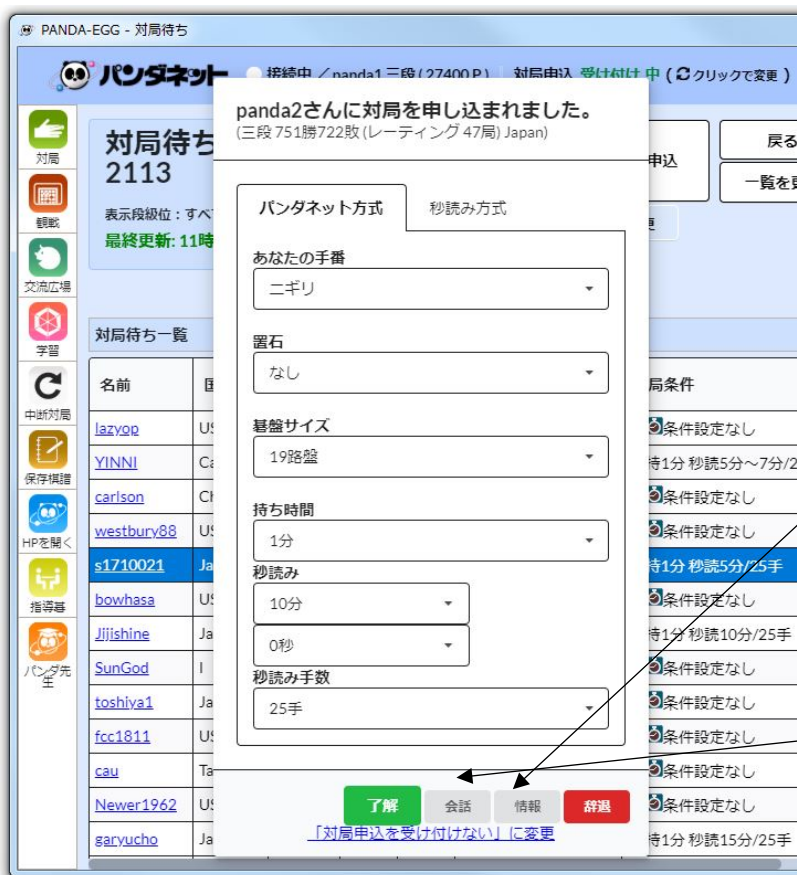 PANDA-EGG - 対局待ち
パンダネット
接続中 ／ panda1 三段 ( 27400 P ) 対局申込 受け付け 中 ( クリックで変更 )
対局
観戦
交流広場
学習
中断対局
保存棋譜
HPを開く
指導碁
パンダ先生
対局待ち
2113
表示段級位：すべ
最終更新: 11時
申込
戻る
一覧を更
更
対局待ち一覧
名前 国 局条件
lazyop US 条件設定なし
YINNI Ca 持1分 秒読5分～7分/2
carlson Ch 条件設定なし
westbury88 US 条件設定なし
s1710021 Ja 持1分 秒読5分/25手
bowhasa US 条件設定なし
Jijishine Ja 持1分 秒読10分/25手
SunGod I 条件設定なし
toshiya1 Ja 条件設定なし
fcc1811 US 条件設定なし
cau Ta 条件設定なし
Newer1962 US 条件設定なし
garyucho Ja 持1分 秒読15分/25手
panda2さんに対局を申し込まれました。
(三段 751勝722敗 (レーティング 47局) Japan)
パンダネット方式 秒読み方式
あなたの手番
ニギリ
置石
なし
碁盤サイズ
19路盤
持ち時間
1分
秒読み
10分
0秒
秒読み手数
25手
了解 会話 情報 辞退
「対局申込を受け付けない」に変更